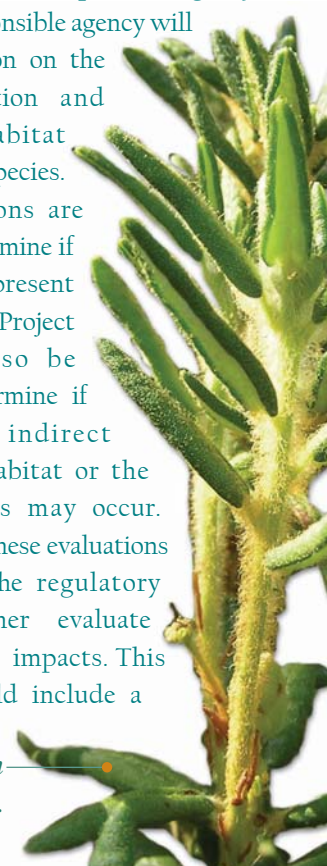 onsible agency will
on on the
tion and
abitat
pecies.
ons are
mine if
present
Project
so be
rmine if
indirect
abitat or the
s may occur.
hese evaluations
he regulatory
her evaluate
impacts. This
ld include a